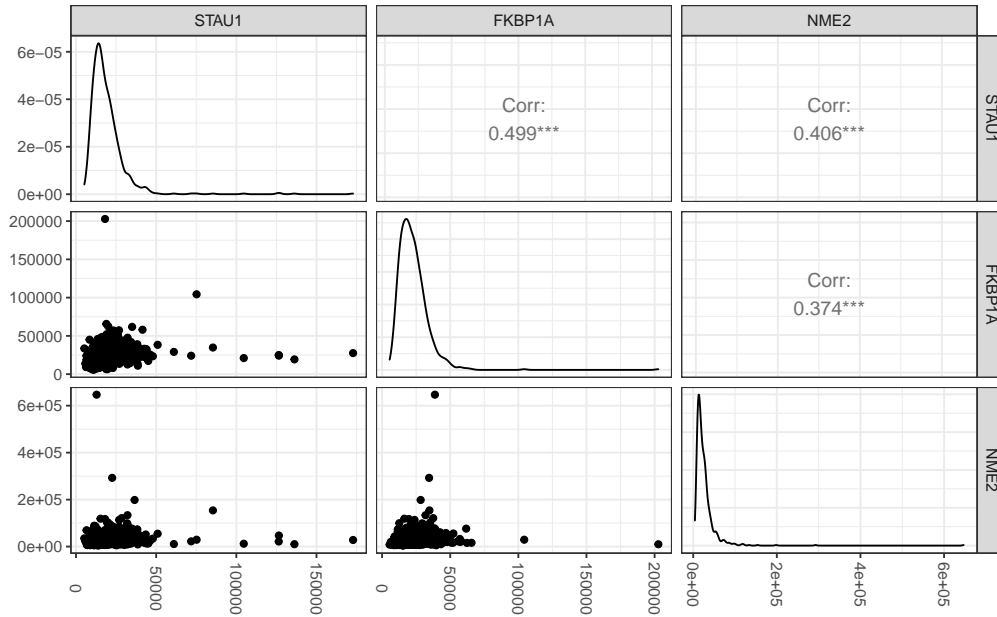 STAU1 FKBP1A NME2
6e−05
4e−05
2e−05
0e+00
Corr:
0.499***
Corr:
0.406***
STAU1
200000
150000
100000
50000
0
Corr:
0.374***
FKBP1A
6e+05
4e+05
2e+05
0e+00
NME2
0 50000 100000 150000
0 50000 100000 150000 200000
0e+00 2e+05 4e+05 6e+05